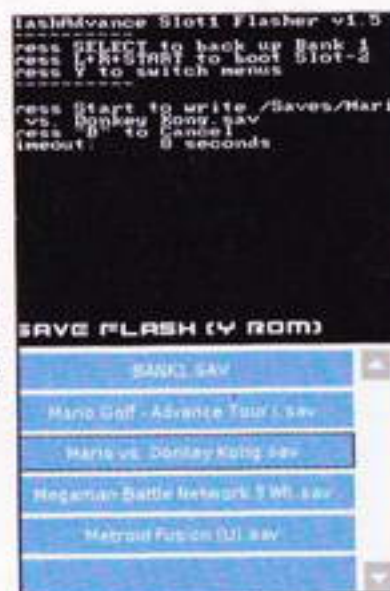 lashAdvance Slot1 Flasher v1.5
ress SELECT to back up Bank 1
ress L+R+START to boot Slot-2
ress Y to switch menus
ress Start to write /Saves/Mari
vs. Donkey Kong.sav
ress "B" to Cancel
imeout: 8 seconds
SAVE FLASH (Y ROM)
BANK1.SAV
Mario Golf - Advance Tour .sav
Mario vs. Donkey Kong.sav
Megaman Battle Network 3 .sav
Metroid Fusion (U).sav